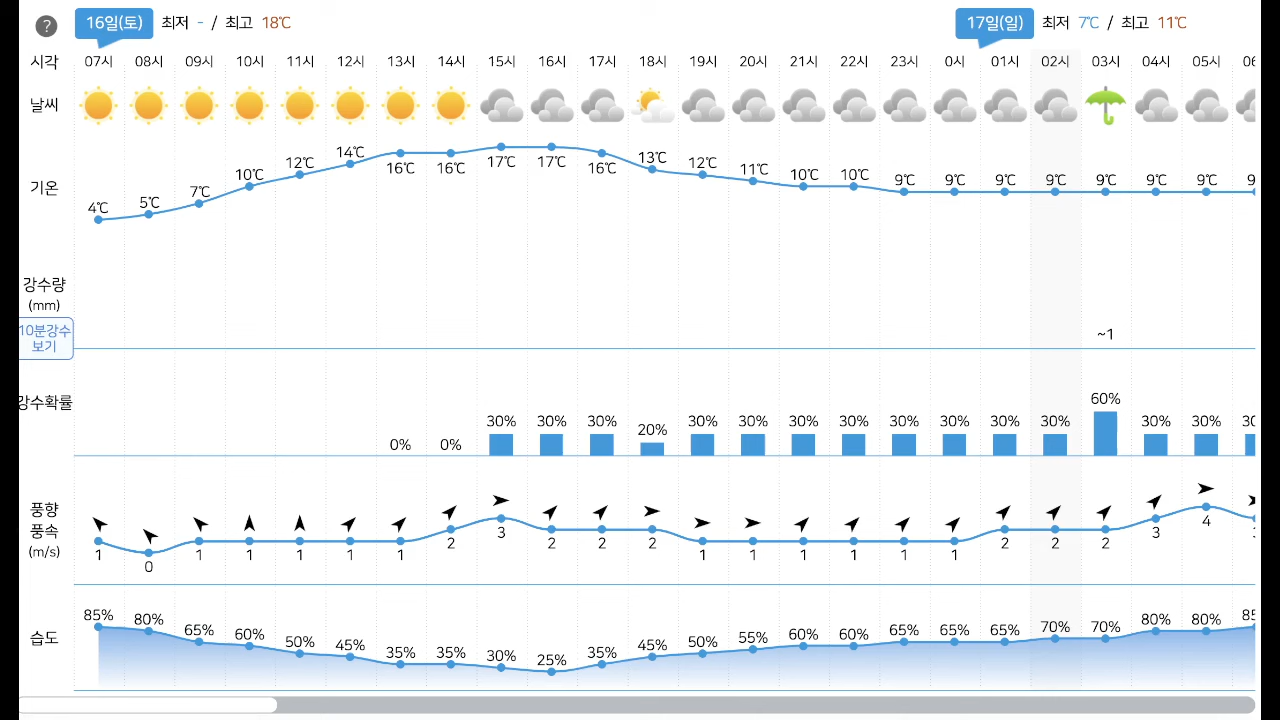 ?
16일(토) 최저 - / 최고 18℃ 17일(일) 최저 7℃ / 최고 11℃
시각 07시 08시 09시 10시 11시 12시 13시 14시 15시 16시 17시 18시 19시 20시 21시 22시 23시 0시 01시 02시 03시 04시 05시 06
날씨
기온 4℃ 5℃ 7℃ 10℃ 12℃ 14℃ 16℃ 16℃ 17℃ 17℃ 16℃ 13℃ 12℃ 11℃ 10℃ 10℃ 9℃ 9℃ 9℃ 9℃ 9℃ 9℃ 9℃ 9
강수량
(mm)
10분강수
보기
~1
강수확률 0% 0% 30% 30% 30% 20% 30% 30% 30% 30% 30% 30% 30% 30% 60% 30% 30% 30
풍향
풍속
(m/s)
1 0 1 1 1 1 1 2 3 2 2 2 1 1 1 1 1 1 2 2 2 3 4
습도 85% 80% 65% 60% 50% 45% 35% 35% 30% 25% 35% 45% 50% 55% 60% 60% 65% 65% 65% 70% 70% 80% 80% 85